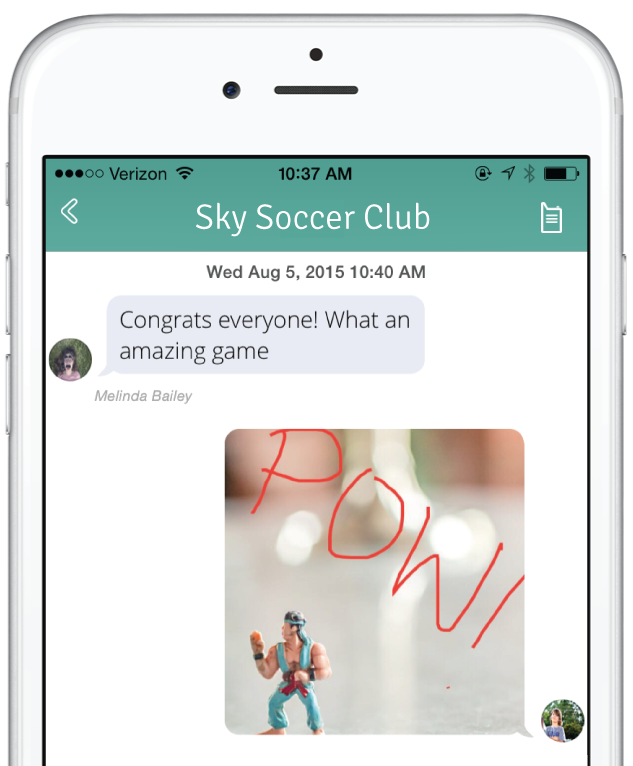 Verizon 10:37 AM
Sky Soccer Club
Wed Aug 5, 2015 10:40 AM
Congrats everyone! What an
amazing game
Melinda Bailey
POW!